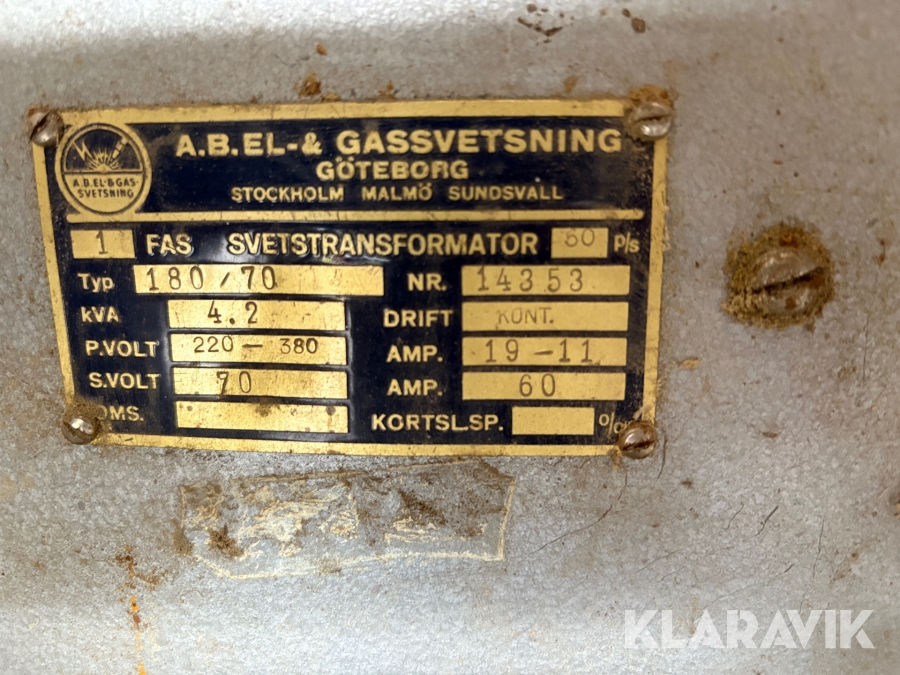 A.B.EL-&-GAS-
SVETSNING
A.B.EL-& GASSVETSNING
GÖTEBORG
STOCKHOLM MALMÖ SUNDSVALL
1 FAS SVETSTRANSFORMATOR 50 P/s
TYP 180/70 NR. 14353
kVA 4.2 DRIFT KONT.
P.VOLT 220-380 AMP. 19-11
S.VOLT 70 AMP. 60
OMS. KORTSL.SP. %
KLARAVIK